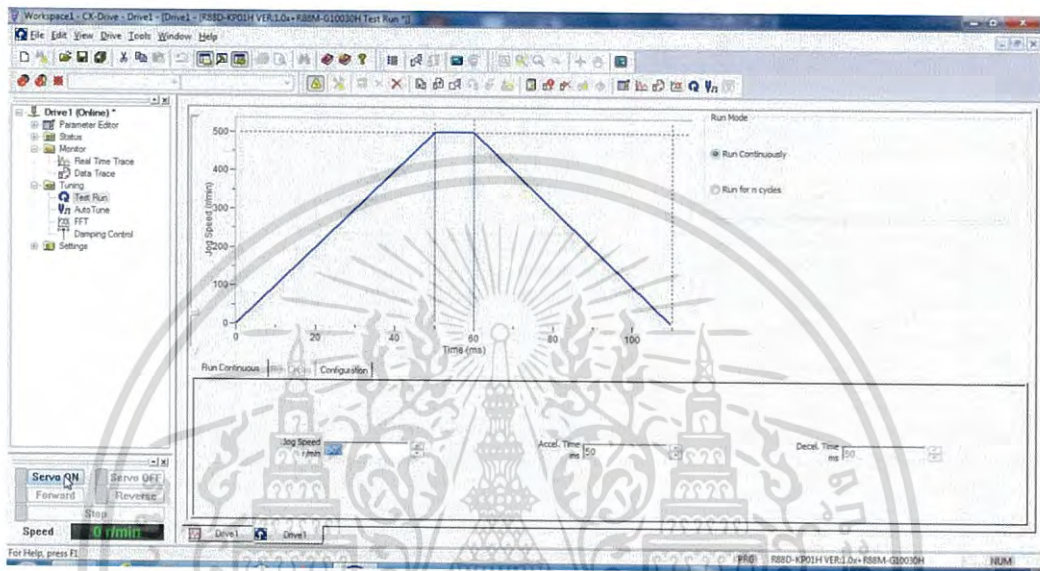 Workspace1 - CX-Drive - Drive1 - [Drive1 - [R88D-KP01H VER:1.0x+R88M-G10030H Test Run *]]
File Edit View Drive Tools Window Help
Drive1 (Online) *
Parameter Editor
Status
Monitor
Real Time Trace
Data Trace
Tuning
Test Run
AutoTune
FFT
Damping Control
Settings
Jog Speed (r/min)
500
400
300
200
100
0
0 20 40 60 80 100
Time (ms)
Run Mode
Run Continuously
Run for n cycles
Run Continuous
Configuration
Jog Speed
r/min
Accel. Time
ms 50
Decel. Time
ms 50
Servo ON Servo OFF
Forward Reverse
Stop
Speed 0 r/min
Drive1 Drive1
For Help, press F1
PRG R88D-KP01H VER:1.0x+R88M-G10030H NUM